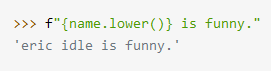 >>> f"{name.lower()} is funny."
'eric idle is funny.'